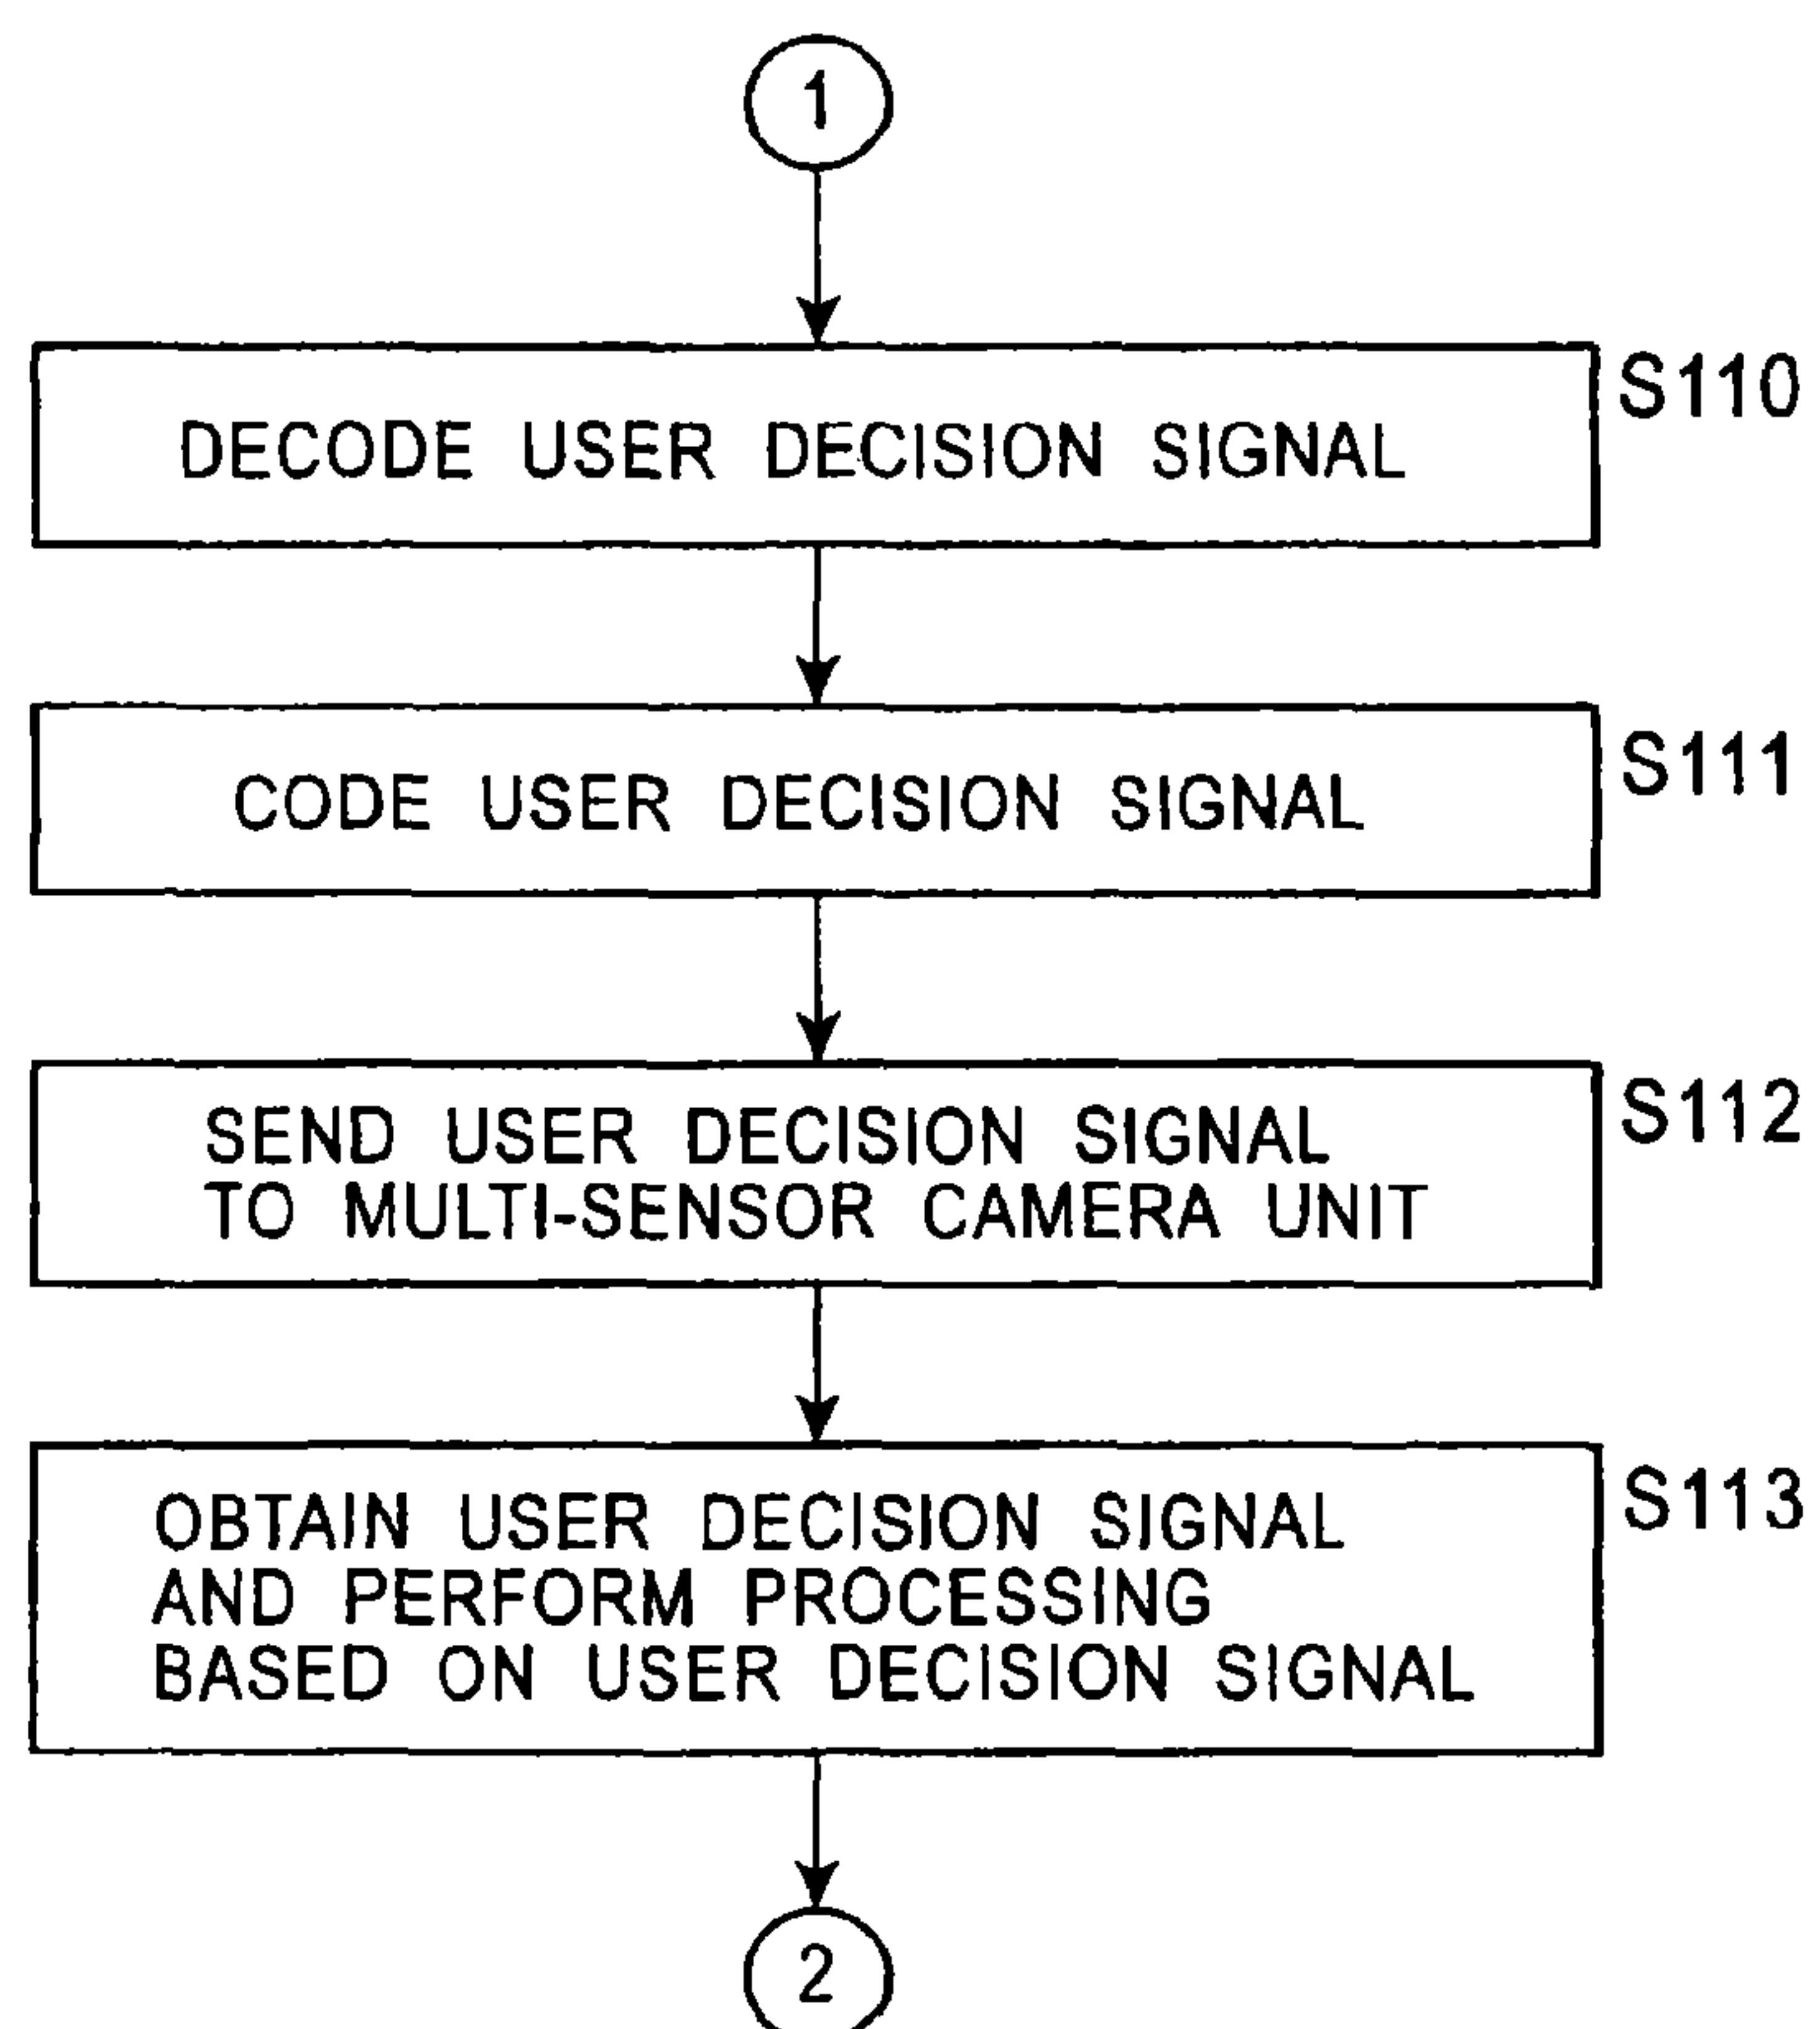 1
DECODE USER DECISION SIGNAL
S110
CODE USER DECISION SIGNAL
S111
SEND USER DECISION SIGNAL
TO MULTI-SENSOR CAMERA UNIT
S112
OBTAIN USER DECISION SIGNAL
AND PERFORM PROCESSING
BASED ON USER DECISION SIGNAL
S113
2